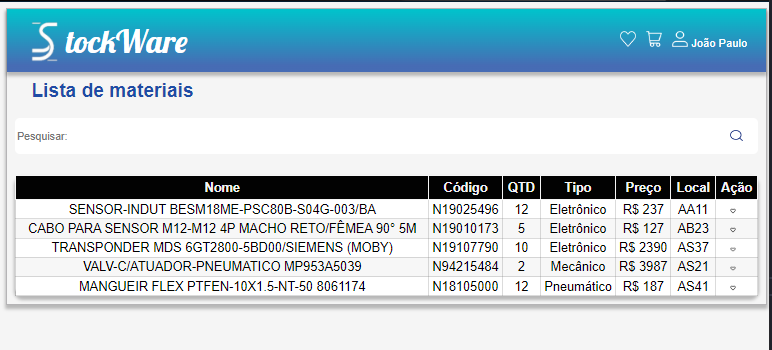 StockWare
João Paulo
Lista de materiais
Pesquisar:
Nome Código QTD Tipo Preço Local Ação
SENSOR-INDUT BESM18ME-PSC80B-S04G-003/BA N19025496 12 Eletrônico R$ 237 AA11
CABO PARA SENSOR M12-M12 4P MACHO RETO/FÊMEA 90° 5M N19010173 5 Eletrônico R$ 127 AB23
TRANSPONDER MDS 6GT2800-5BD00/SIEMENS (MOBY) N19107790 10 Eletrônico R$ 2390 AS37
VALV-C/ATUADOR-PNEUMATICO MP953A5039 N94215484 2 Mecânico R$ 3987 AS21
MANGUEIR FLEX PTFEN-10X1.5-NT-50 8061174 N18105000 12 Pneumático R$ 187 AS41